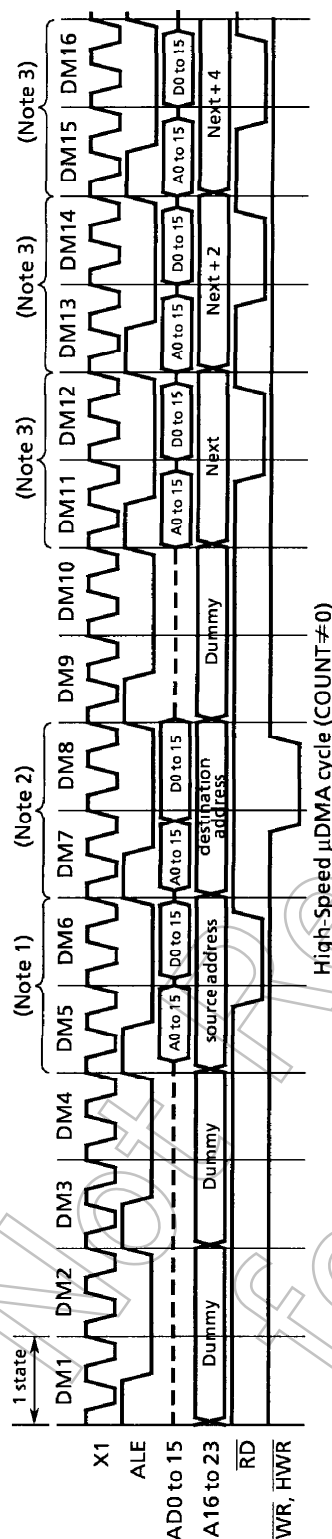 (Note 1) (Note 2) (Note 3) (Note 3) (Note 3)
1 state
DM1 DM2 DM3 DM4 DM5 DM6 DM7 DM8 DM9 DM10 DM11 DM12 DM13 DM14 DM15 DM16
X1
ALE
AD0 to 15 A0 to 15 D0 to 15 A0 to 15 D0 to 15 A0 to 15 D0 to 15 A0 to 15 D0 to 15 A0 to 15 D0 to 15
A16 to 23 Dummy Dummy source address destination address Dummy Next Next + 2 Next + 4
RD
WR, HWR
High-Speed μDMA cycle (COUNT≠0)
Not Re
f